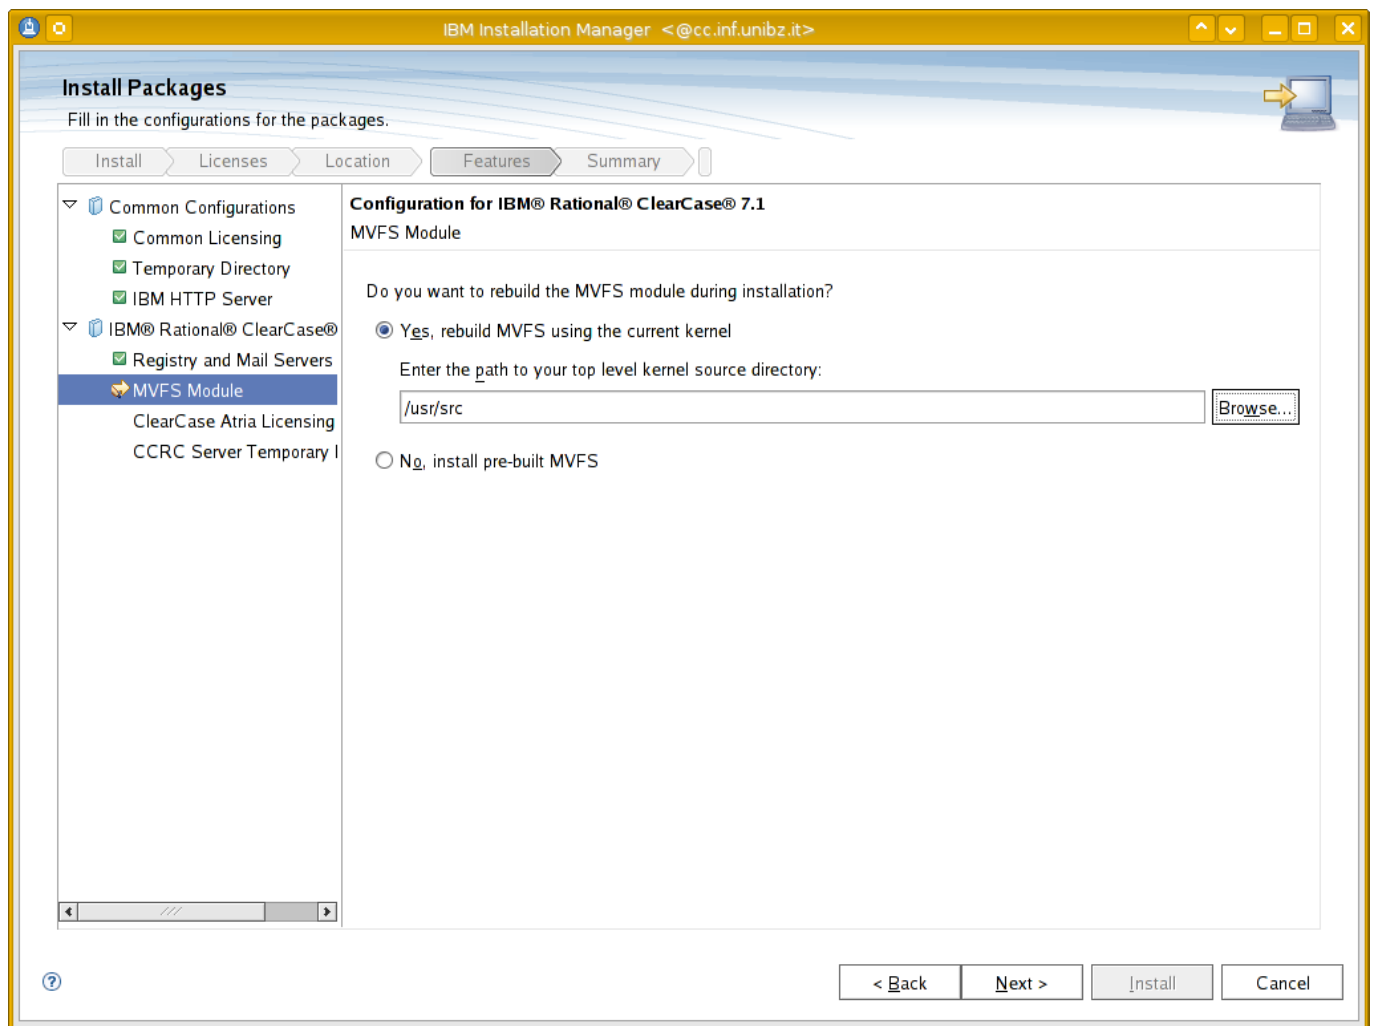 IBM Installation Manager <@cc.inf.unibz.it>
Install Packages
Fill in the configurations for the packages.
Install Licenses Location Features Summary
Common Configurations
Common Licensing
Temporary Directory
IBM HTTP Server
IBM® Rational® ClearCase®
Registry and Mail Servers
MVFS Module
ClearCase Atria Licensing
CCRC Server Temporary
Configuration for IBM® Rational® ClearCase® 7.1
MVFS Module
Do you want to rebuild the MVFS module during installation?
Yes, rebuild MVFS using the current kernel
Enter the path to your top level kernel source directory:
/usr/src
Browse...
No, install pre-built MVFS
?
< Back
Next >
Install
Cancel